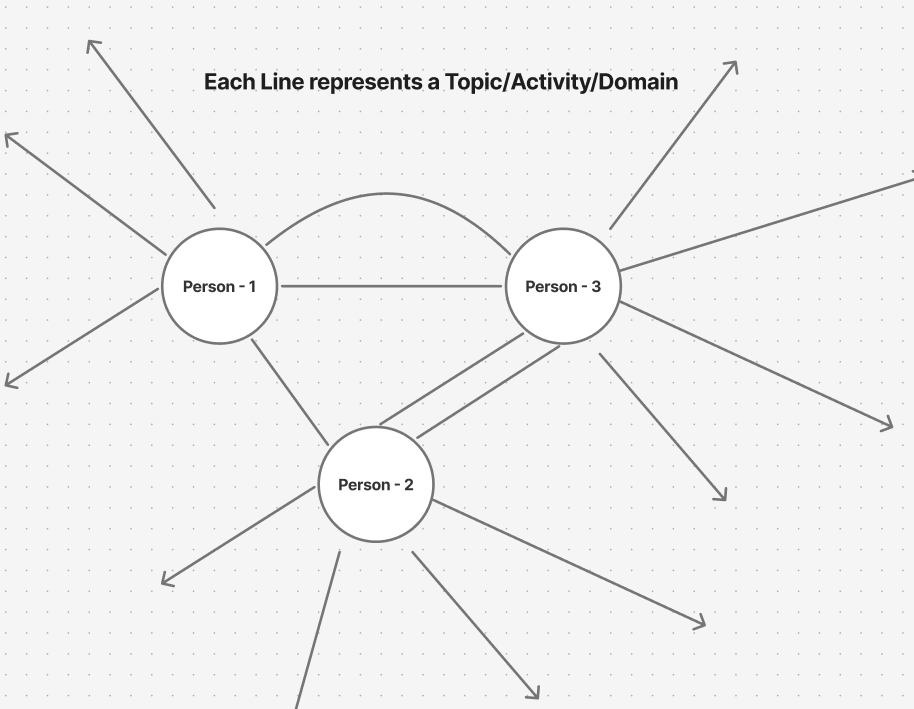 Each Line represents a Topic/Activity/Domain
Person - 1
Person - 3
Person - 2